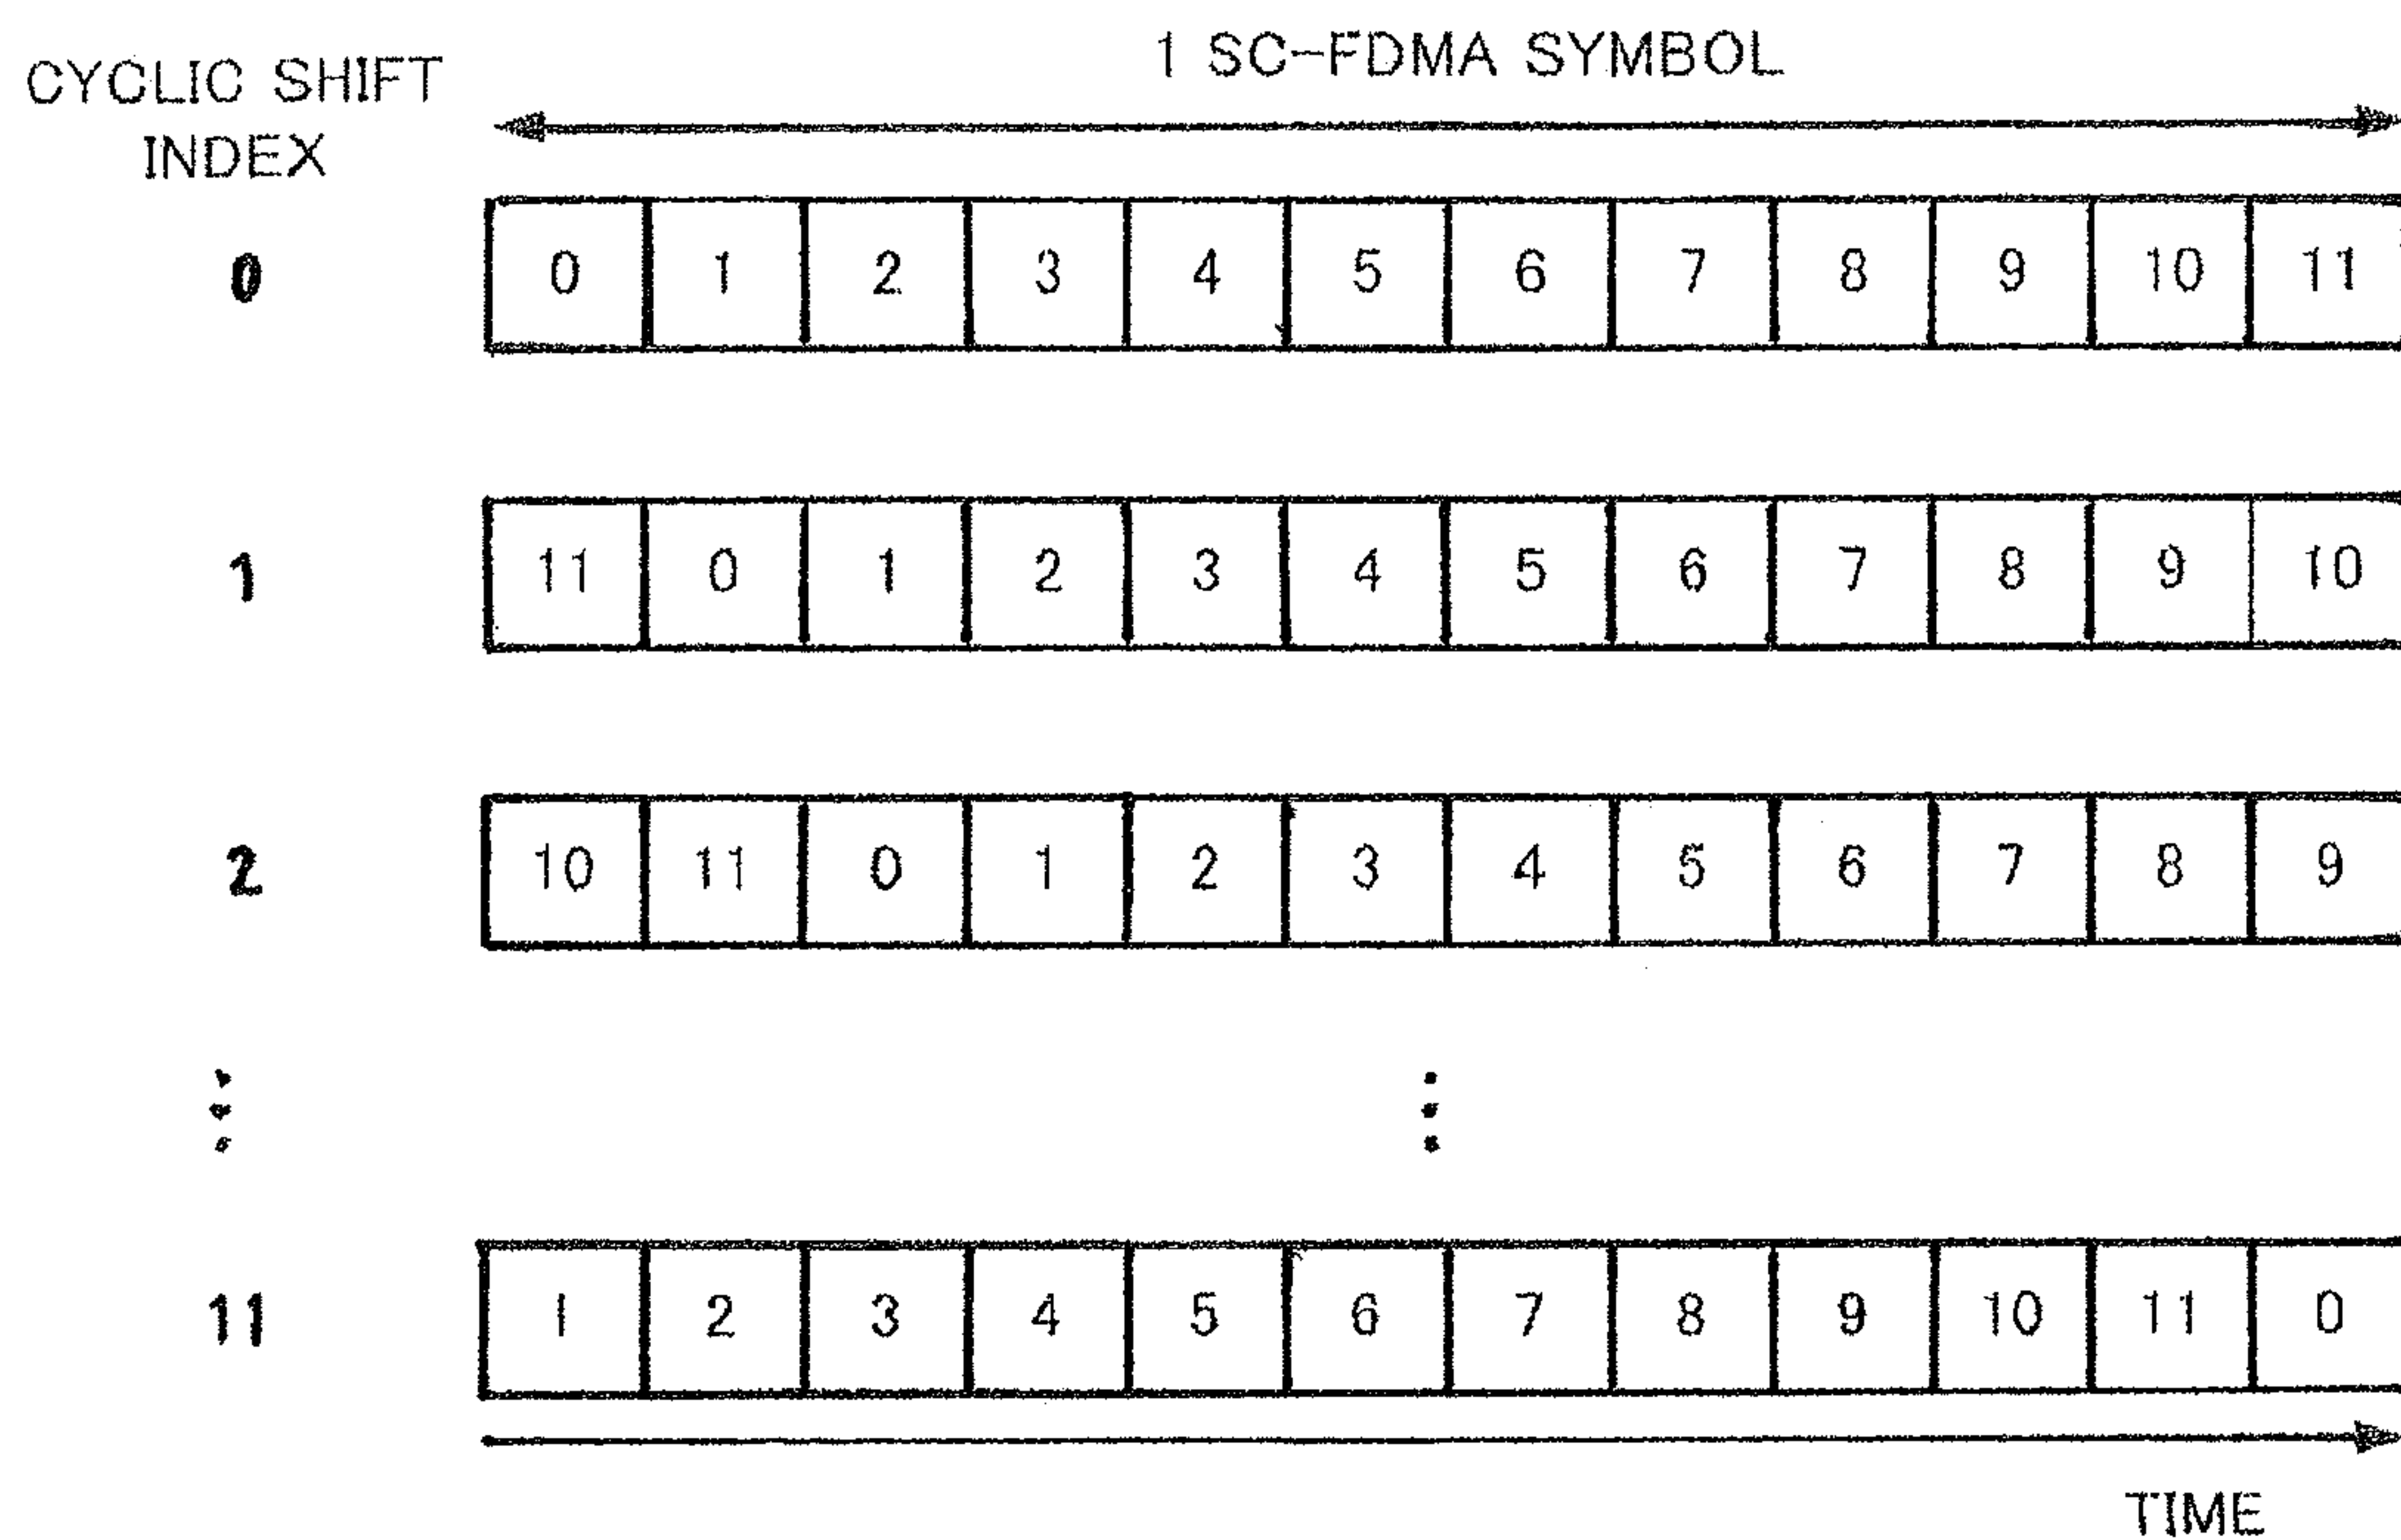 CYCLIC SHIFT
INDEX
1 SC-FDMA SYMBOL
0 0 1 2 3 4 5 6 7 8 9 10 11
1 11 0 1 2 3 4 5 6 7 8 9 10
2 10 11 0 1 2 3 4 5 6 7 8 9
11 1 2 3 4 5 6 7 8 9 10 11 0
TIME